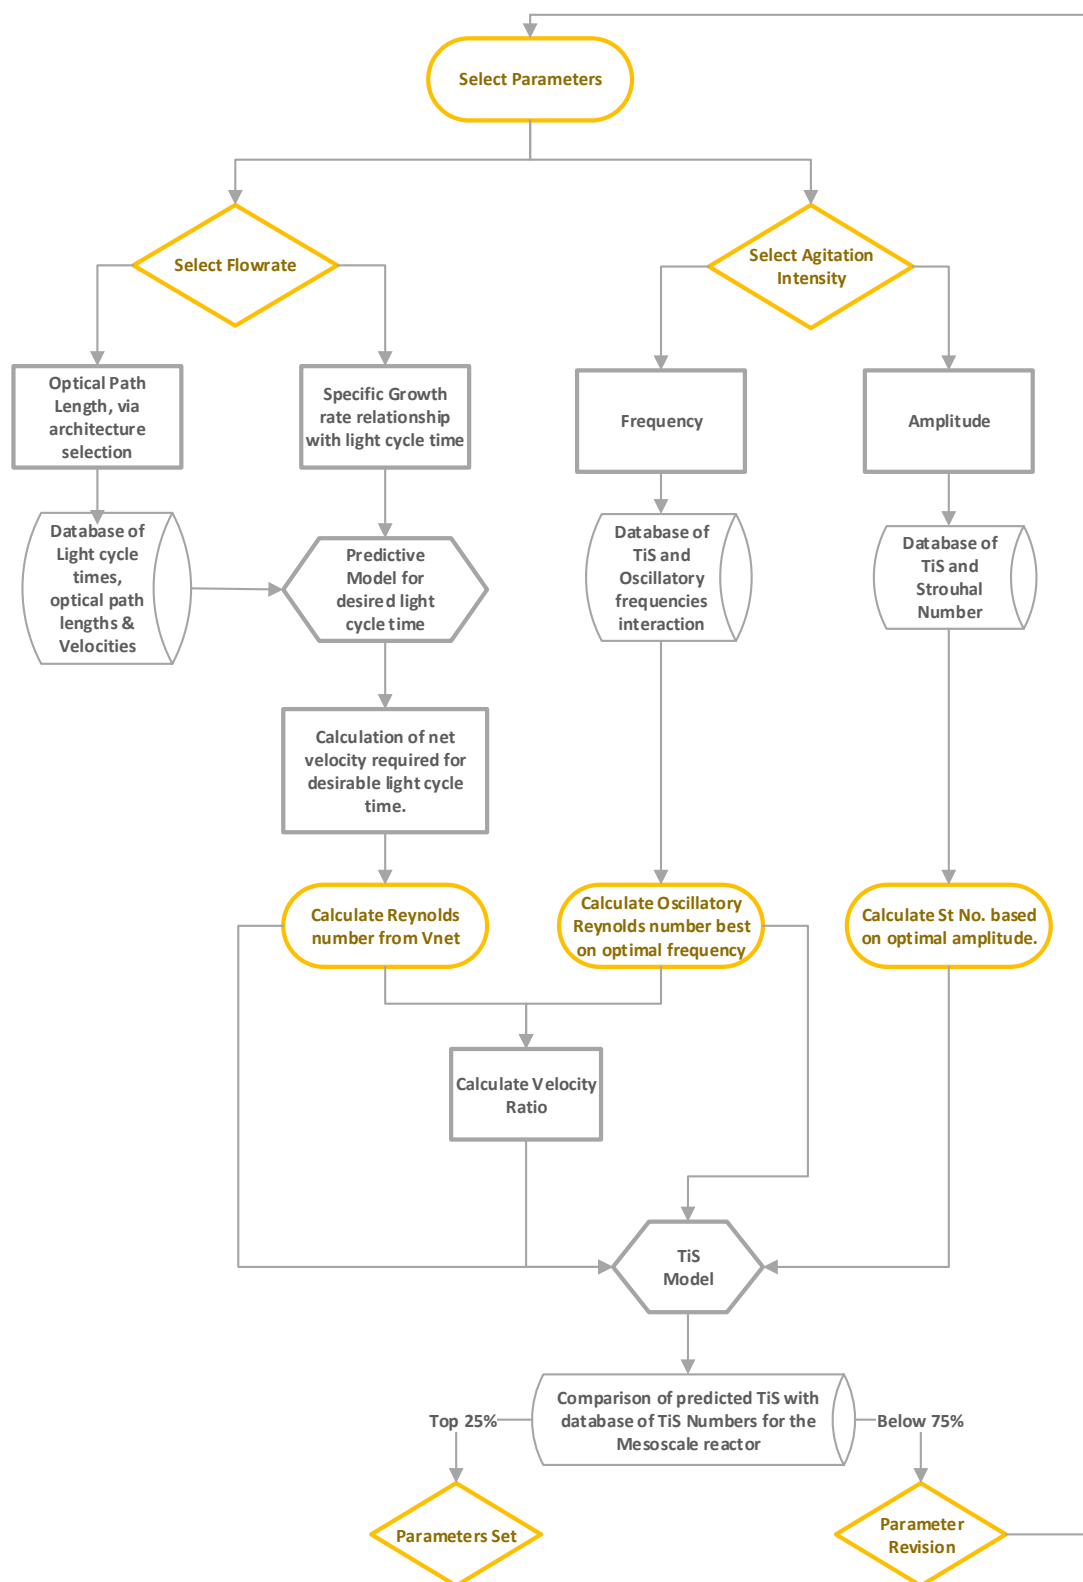 Select Parameters
Select Flowrate
Select Agitation
Intensity
Optical Path
Length, via
architecture
selection
Specific Growth
rate relationship
with light cycle time
Frequency
Amplitude
Database of
Light cycle
times,
optical path
lengths &
Velocities
Predictive
Model for
desired light
cycle time
Database of
TiS and
Oscillatory
frequencies
interaction
Database of
TiS and
Strouhal
Number
Calculation of net
velocity required for
desirable light cycle
time.
Calculate Reynolds
number from Vnet
Calculate Oscillatory
Reynolds number best
on optimal frequency
Calculate St No. based
on optimal amplitude.
Calculate Velocity
Ratio
TiS
Model
Comparison of predicted TiS with
database of TiS Numbers for the
Mesoscale reactor
Top 25%
Below 75%
Parameters Set
Parameter
Revision